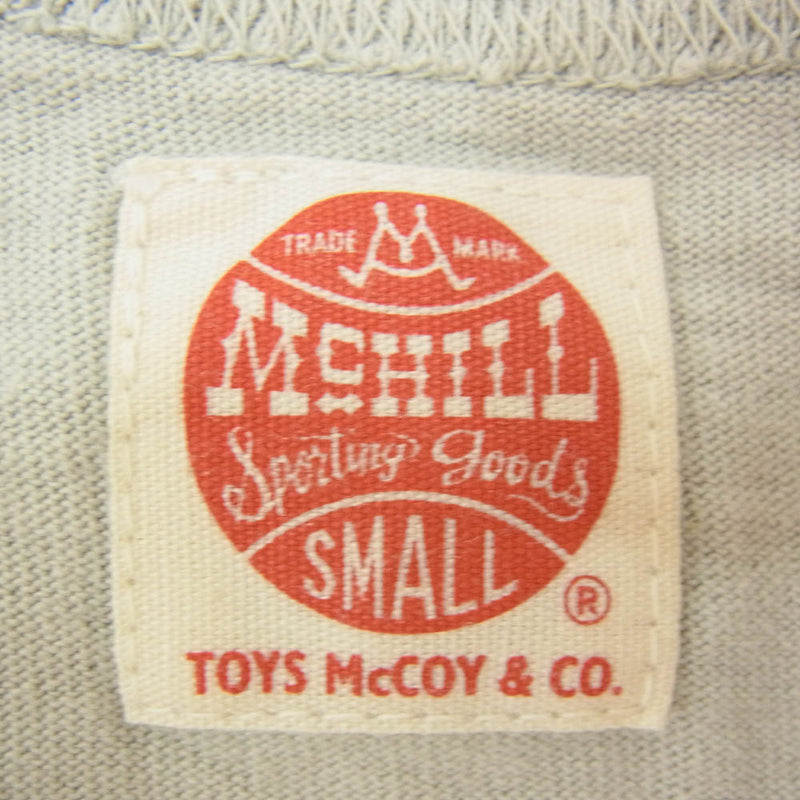 TRADE M MARK
McHILL
Sporting goods
SMALL
®
TOYS McCOY & CO.